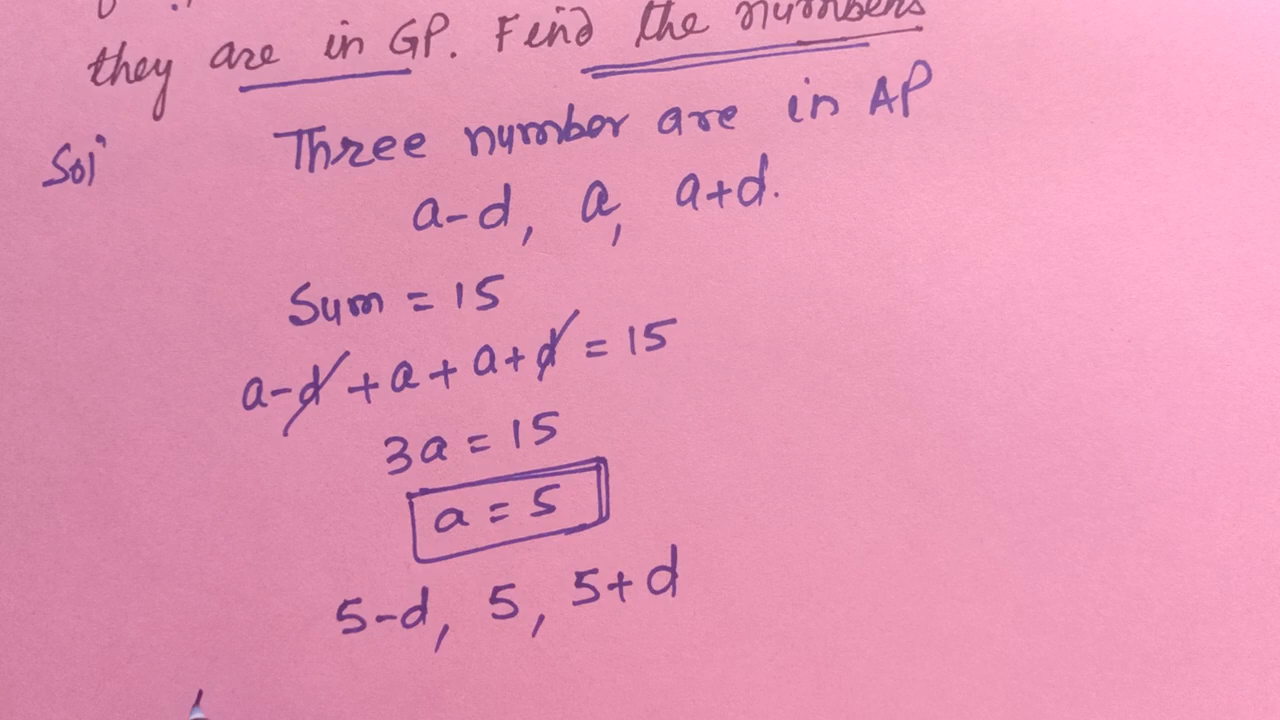 they are in GP. Find the numbers
Sol Three number are in AP
a-d, a, a+d.
Sum = 15
a-d + a + a+d = 15
3a = 15
a = 5
5-d, 5, 5+d